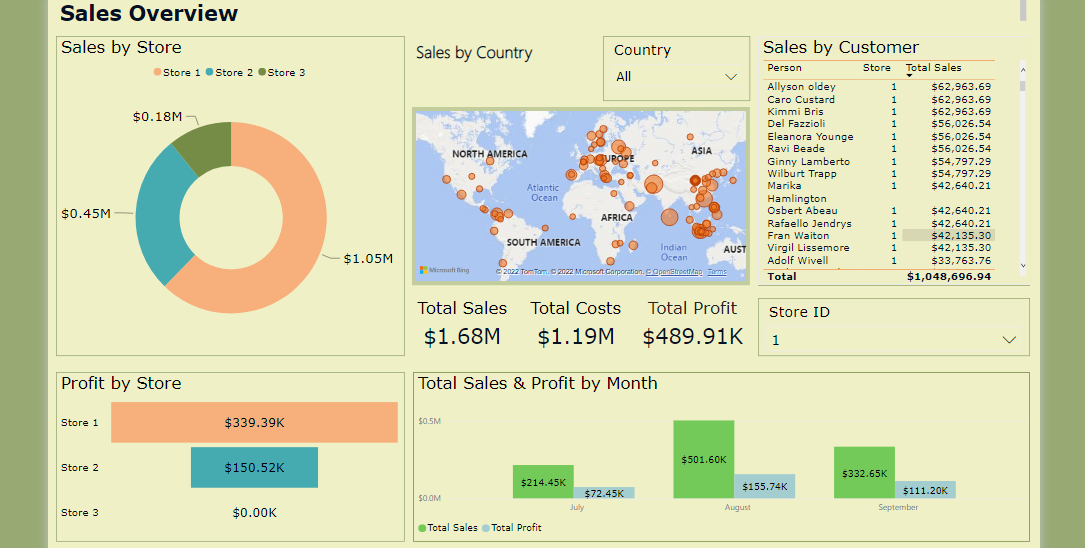 Sales Overview
Sales by Store
Store 1 Store 2 Store 3
$0.18M
$0.45M
$1.05M
Sales by Country
Country
All
NORTH AMERICA
EUROPE
ASIA
Atlantic
Ocean
AFRICA
SOUTH AMERICA
Indian
Ocean
AUST
Microsoft Bing
© 2022 TomTom, © 2022 Microsoft Corporation, © OpenStreetMap Terms
Sales by Customer
Person Store Total Sales
Allyson oldey 1 $62,963.69
Caro Custard 1 $62,963.69
Kimmi Bris 1 $62,963.69
Del Fazzioli 1 $56,026.54
Eleanora Younge 1 $56,026.54
Ravi Beade 1 $56,026.54
Ginny Lamberto 1 $54,797.29
Wilburt Trapp 1 $54,797.29
Marika 1 $42,640.21
Hamlington
Osbert Abeau 1 $42,640.21
Rafaello Jendrys 1 $42,640.21
Fran Waiton 1 $42,135.30
Virgil Lissemore 1 $42,135.30
Adolf Wivell 1 $33,763.76
Total $1,048,696.94
Total Sales Total Costs Total Profit
$1.68M $1.19M $489.91K
Store ID
1
Profit by Store
Store 1 $339.39K
Store 2 $150.52K
Store 3 $0.00K
Total Sales & Profit by Month
$0.5M
$0.0M
$214.45K
$72.45K
$501.60K
$155.74K
$332.65K
$111.20K
July August September
Total Sales Total Profit